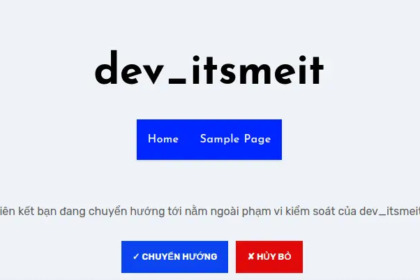 dev_itsmeit
Home Sample Page
iên kết bạn đang chuyển hướng tới nằm ngoài phạm vi kiểm soát của dev_itsmeit
✓ CHUYỂN HƯỚNG ✘ HỦY BỎ